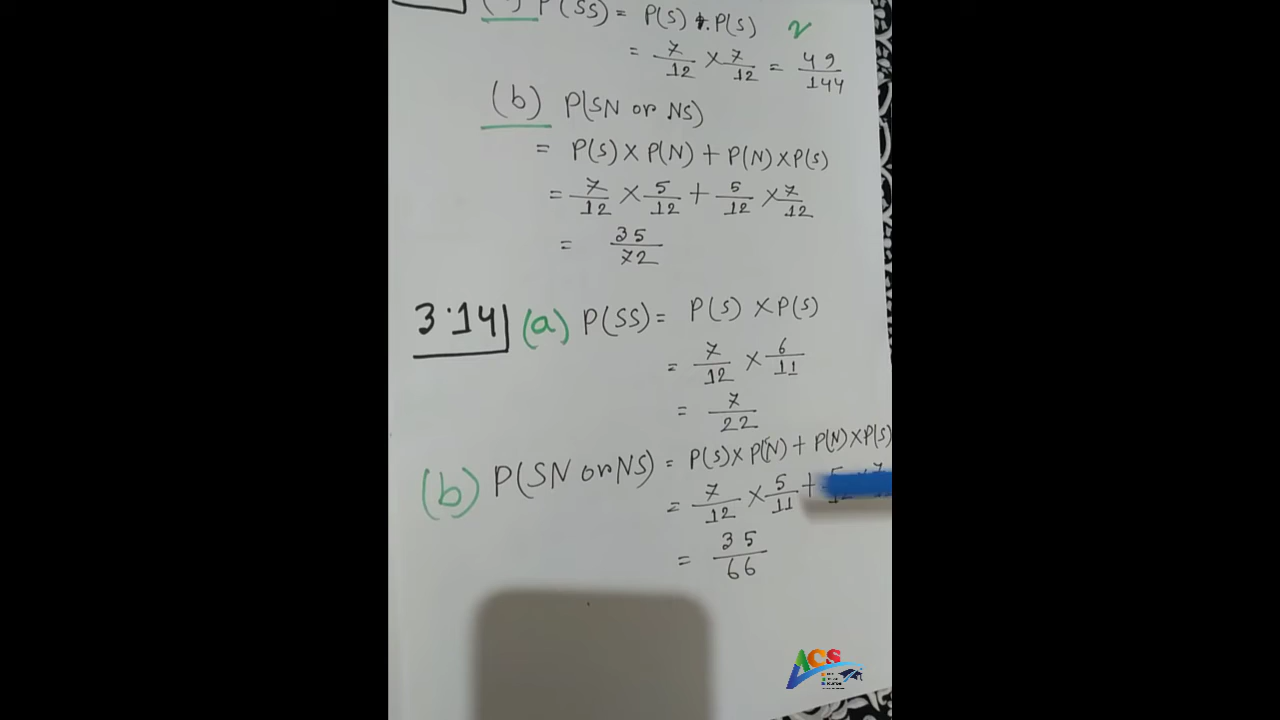 P(SS) = P(S) × P(S)
= 7/12 × 7/12 = 49/144
(b) P(SN or NS)
= P(S) × P(N) + P(N) × P(S)
= 7/12 × 5/12 + 5/12 × 7/12
= 35/72
3.14 (a) P(SS) = P(S) × P(S)
= 7/12 × 6/11
= 7/22
(b) P(SN or NS) = P(S) × P(N) + P(N) × P(S)
= 7/12 × 5/11 +
= 35/66
ACS